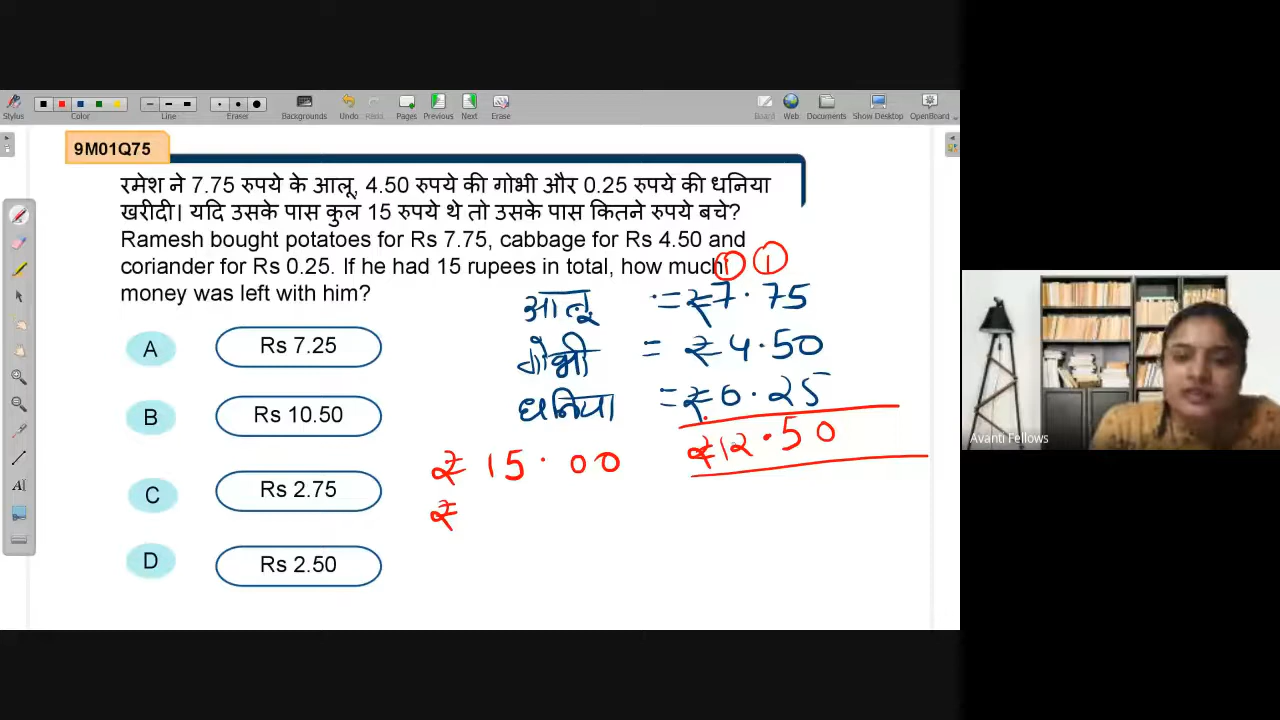 Stylus
Color
Line
Eraser
Backgrounds
Undo
Redo
Pages
Previous
Next
Erase
Board
Web
Documents
Show Desktop
OpenBoard
9M01Q75
रमेश ने 7.75 रुपये के आलू, 4.50 रुपये की गोभी और 0.25 रुपये की धनिया
खरीदी। यदि उसके पास कुल 15 रुपये थे तो उसके पास कितने रुपये बचे?
Ramesh bought potatoes for Rs 7.75, cabbage for Rs 4.50 and
coriander for Rs 0.25. If he had 15 rupees in total, how much
money was left with him?
1 1
आलू = ₹7.75
गोभी = ₹4.50
धनिया = ₹0.25
₹12.50
₹15.00
₹
A Rs 7.25
B Rs 10.50
C Rs 2.75
D Rs 2.50
Avanti Fellows